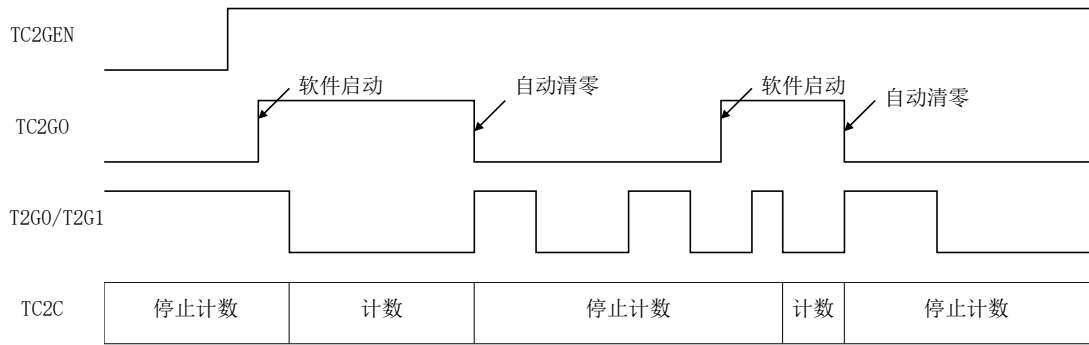 TC2GEN
软件启动
自动清零
软件启动
自动清零
TC2GO
T2G0/T2G1
TC2C
停止计数
计数
停止计数
计数
停止计数